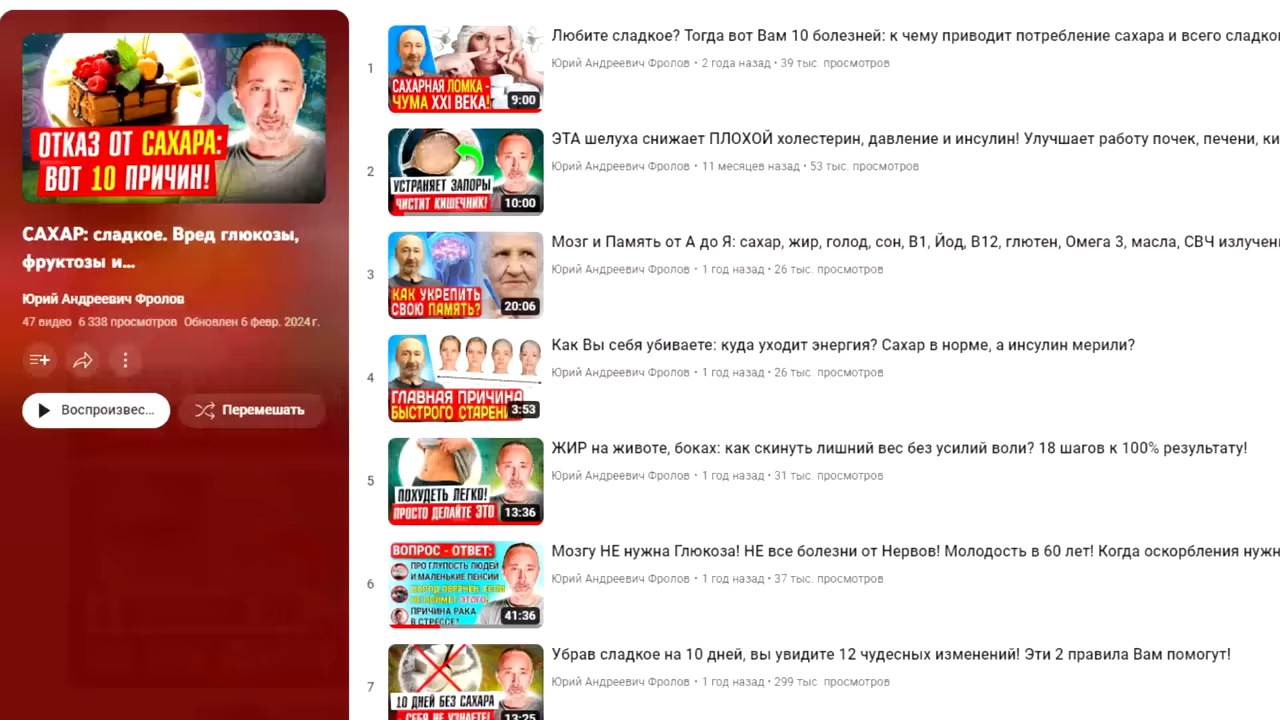 ОТКАЗ ОТ САХАРА:
ВОТ 10 ПРИЧИН!
САХАР: сладкое. Вред глюкозы,
фруктозы и...
Юрий Андреевич Фролов
47 видео 6 338 просмотров Обновлен 6 февр. 2024 г.
Воспроизвес...
Перемешать
1
САХАРНАЯ ЛОМКА -
ЧУМА XXI ВЕКА!
9:00
Любите сладкое? Тогда вот Вам 10 болезней: к чему приводит потребление сахара и всего сладко
Юрий Андреевич Фролов • 2 года назад • 39 тыс. просмотров
2
УСТРАНЯЕТ ЗАПОРЫ
ЧИСТИТ КИШЕЧНИК!
10:00
ЭТА шелуха снижает ПЛОХОЙ холестерин, давление и инсулин! Улучшает работу почек, печени, ки
Юрий Андреевич Фролов • 11 месяцев назад • 53 тыс. просмотров
3
КАК УКРЕПИТЬ
СВОЮ ПАМЯТЬ?
20:06
Мозг и Память от А до Я: сахар, жир, голод, сон, В1, Йод, В12, глютен, Омега 3, масла, СВЧ излучен
Юрий Андреевич Фролов • 1 год назад • 26 тыс. просмотров
4
ГЛАВНАЯ ПРИЧИНА
БЫСТРОГО СТАРЕН
3:53
Как Вы себя убиваете: куда уходит энергия? Сахар в норме, а инсулин мерили?
Юрий Андреевич Фролов • 1 год назад • 26 тыс. просмотров
5
ПОХУДЕТЬ ЛЕГКО!
ПРОСТО ДЕЛАЙТЕ ЭТО
13:36
ЖИР на животе, боках: как скинуть лишний вес без усилий воли? 18 шагов к 100% результату!
Юрий Андреевич Фролов • 1 год назад • 31 тыс. просмотров
6
ВОПРОС - ОТВЕТ:
ПРО ГЛУПОСТЬ ЛЮДЕЙ
И МАЛЕНЬКИЕ ПЕНСИИ
НАРОД ОБРЕЧЕН, ЕСЛИ
НЕ ПОЙМЕТ ЭТОГО:
ПРИЧИНА РАКА
В СТРЕССЕ?
41:36
Мозгу НЕ нужна Глюкоза! НЕ все болезни от Нервов! Молодость в 60 лет! Когда оскорбления нужн
Юрий Андреевич Фролов • 1 год назад • 37 тыс. просмотров
7
10 ДНЕЙ БЕЗ САХАРА
- СЕБЯ НЕ УЗНАЕТЕ!
13:25
Убрав сладкое на 10 дней, вы увидите 12 чудесных изменений! Эти 2 правила Вам помогут!
Юрий Андреевич Фролов • 1 год назад • 299 тыс. просмотров